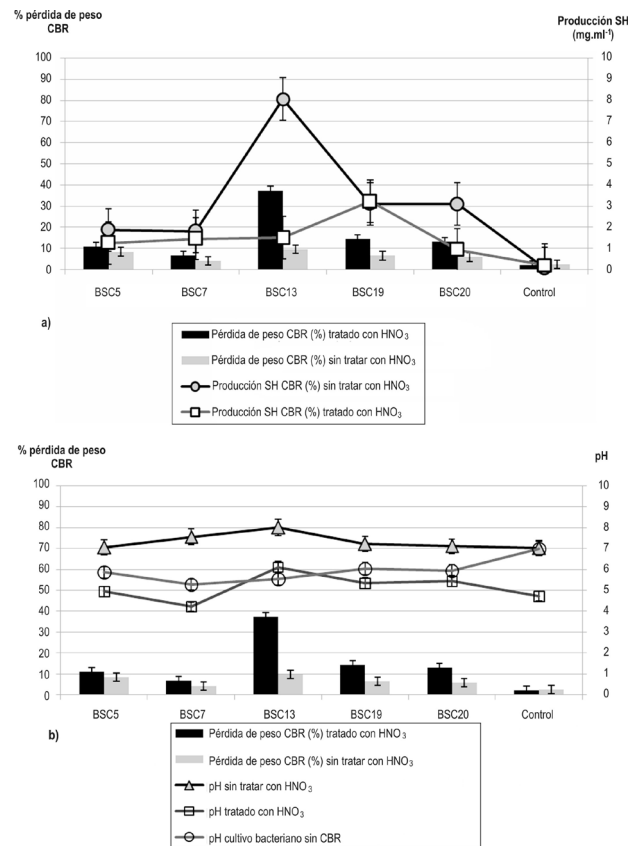 % pérdida de peso
CBR
Producción SH
(mg.ml⁻¹)
100
90
80
70
60
50
40
30
20
10
0
10
9
8
7
6
5
4
3
2
1
0
BSC5 BSC7 BSC13 BSC19 BSC20 Control
a)
Pérdida de peso CBR (%) tratado con HNO₃
Pérdida de peso CBR (%) sin tratar con HNO₃
Producción SH CBR (%) sin tratar con HNO₃
Producción SH CBR (%) tratado con HNO₃
% pérdida de peso
CBR
pH
100
90
80
70
60
50
40
30
20
10
0
10
9
8
7
6
5
4
3
2
1
0
BSC5 BSC7 BSC13 BSC19 BSC20 Control
b)
Pérdida de peso CBR (%) tratado con HNO₃
Pérdida de peso CBR (%) sin tratar con HNO₃
pH sin tratar con HNO₃
pH tratado con HNO₃
pH cultivo bacteriano sin CBR